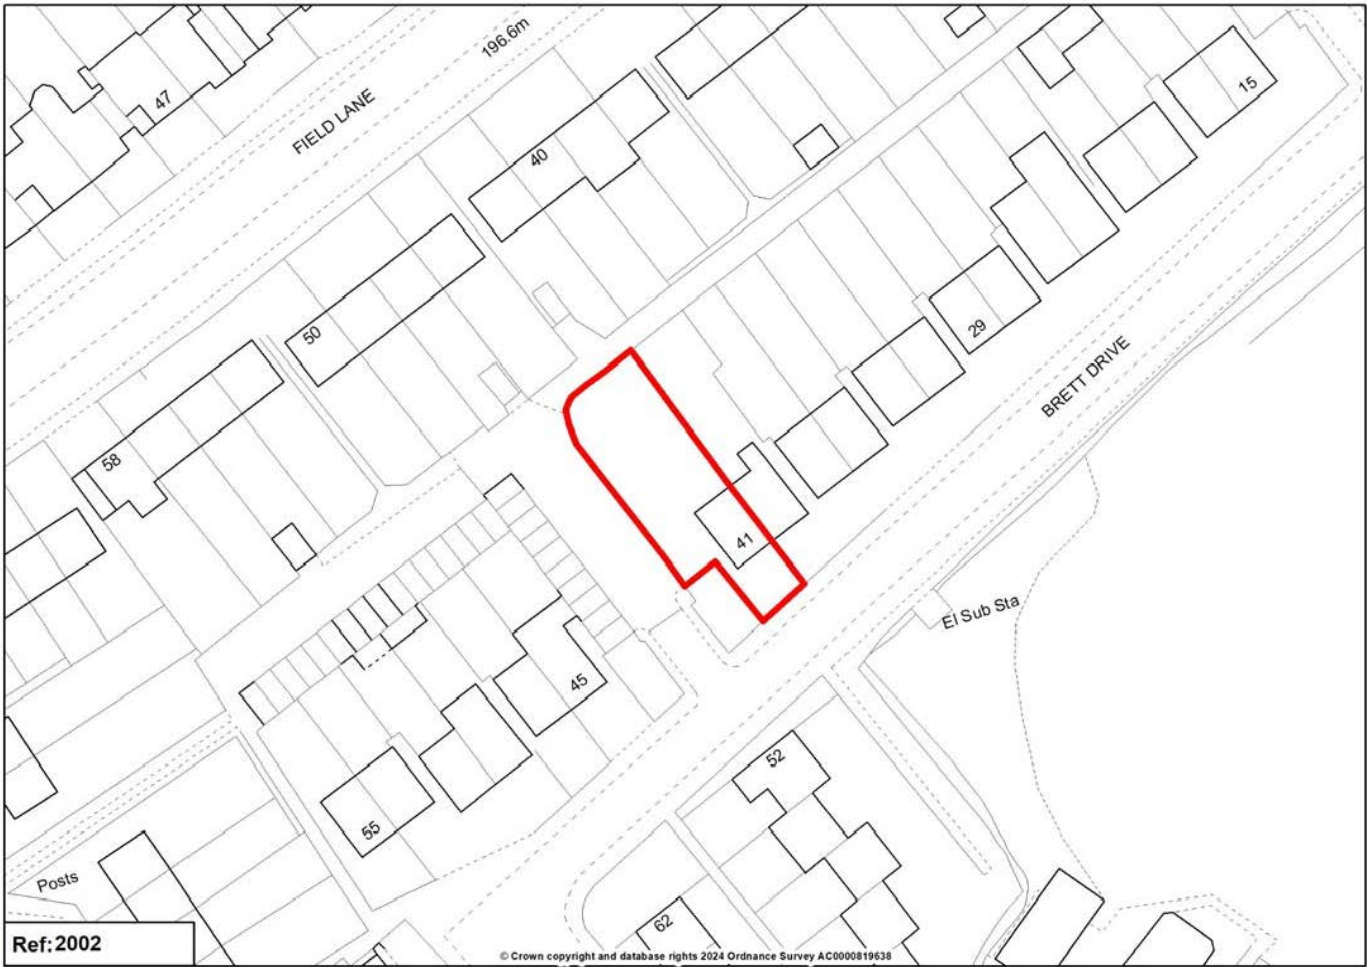 196.6m
47
FIELD LANE
15
40
50
29
BRETT DRIVE
58
41
El Sub Sta
45
52
55
Posts
62
Ref:2002
© Crown copyright and database rights 2024 Ordnance Survey AC0000819638